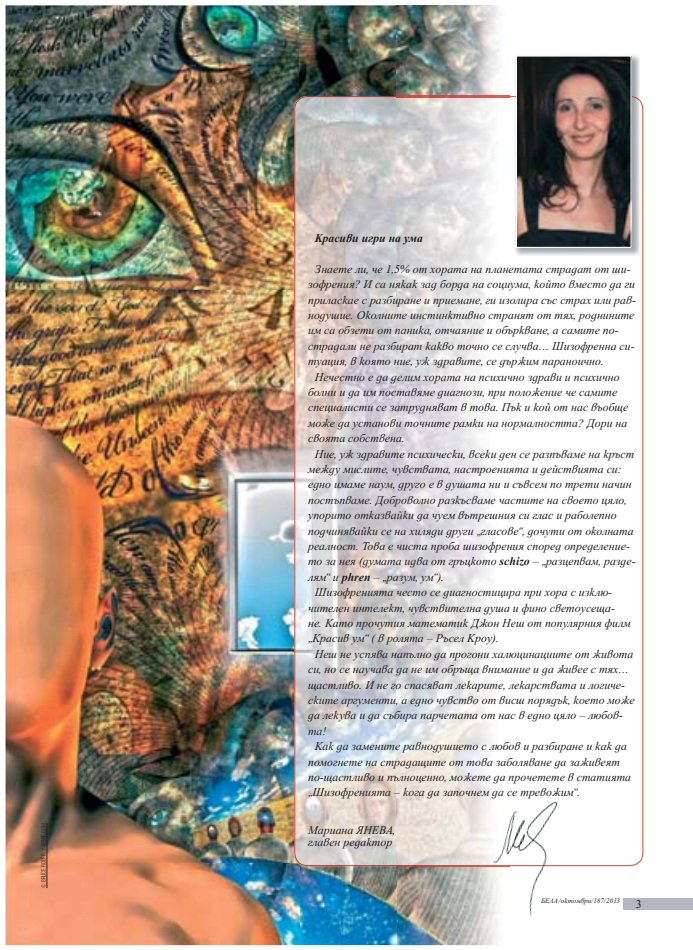 Красиви игри на ума
Знаете ли, че 1,5% от хората на планетата страдат от ши-
зофрения? И са някак зад борда на социума, който вместо да ги
приласкае с разбиране и приемане, ги изолира със страх или рав-
нодушие. Околните инстинктивно странят от тях, роднините
им са обзети от паника, отчаяние и объркване, а самите по-
страдали не разбират какво точно се случва… Шизофренна си-
туация, в която ние, уж здравите, се държим параноично.
Нечестно е да делим хората на психично здрави и психично
болни и да им поставяме диагнози, при положение че самите
специалисти се затрудняват в това. Пък и кой от нас въобще
може да установи точните рамки на нормалността? Дори на
своята собствена.
Ние, уж здравите психически, всеки ден се разпъваме на кръст
между мислите, чувствата, настроенията и действията си:
едно имаме наум, друго е в душата ни и съвсем по трети начин
постъпваме. Доброволно разкъсваме частите на своето цяло,
упорито отказвайки да чуем вътрешния си глас и раболепно
подчинявайки се на хиляди други „гласове“, дочути от околната
реалност. Това е чиста проба шизофрения според определение-
то за нея (думата идва от гръцкото schizo – „разцепвам, разде-
лям“ и phren – „разум, ум“).
Шизофренията често се диагностицира при хора с изклю-
чителен интелект, чувствителна душа и фино светоусеща-
не. Като прочутия математик Джон Неш от популярния филм
„Красив ум“ ( в ролята – Ръсел Кроу).
Неш не успява напълно да прогони халюцинациите от живота
си, но се научава да не им обръща внимание и да живее с тях…
щастливо. И не го спасяват лекарите, лекарствата и логиче-
ските аргументи, а едно чувство от висш порядък, което може
да лекува и да събира парчетата от нас в едно цяло – любов-
та!
Как да замените равнодушието с любов и разбиране и как да
помогнете на страдащите от това заболяване да заживеят
по-щастливо и пълноценно, можете да прочетете в статията
„Шизофренията – кога да започнем да се тревожим“.
Мариана ЯНЕВА,
главен редактор
БЕЛА/октомври/187/2013 3